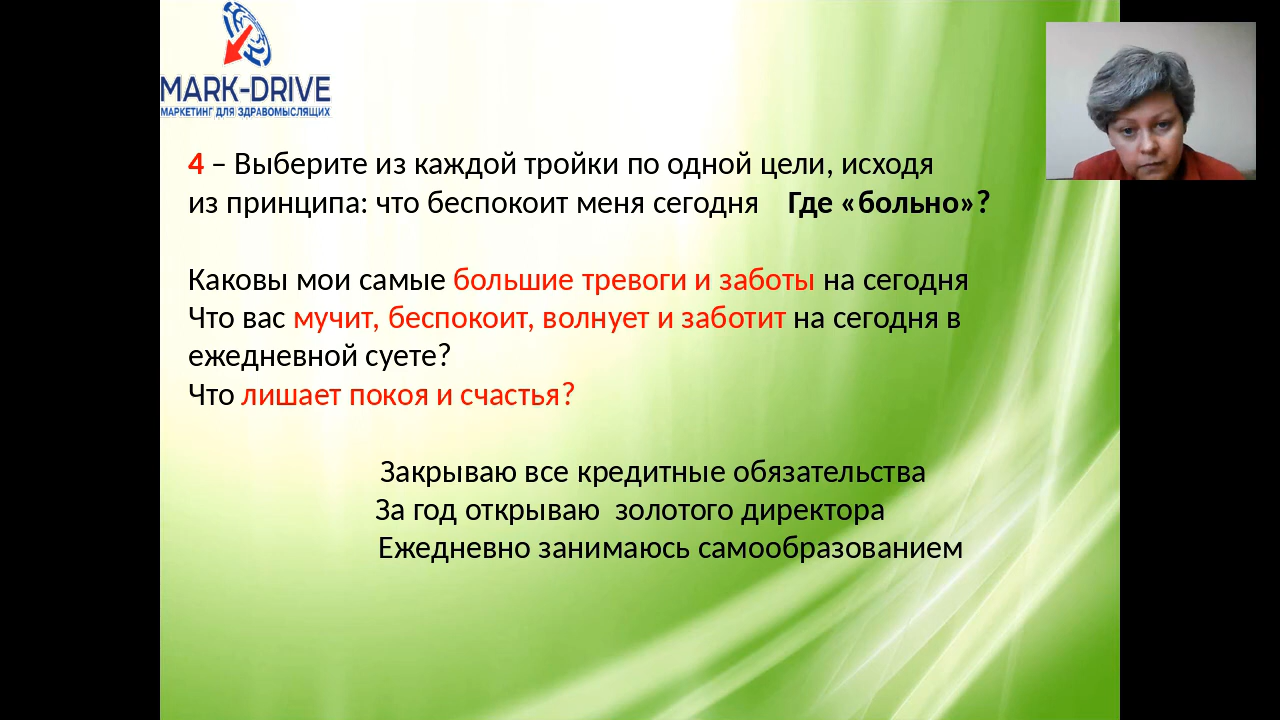 MARK-DRIVE
МАРКЕТИНГ ДЛЯ ЗДРАВОМЫСЛЯЩИХ
4 – Выберите из каждой тройки по одной цели, исходя
из принципа: что беспокоит меня сегодня Где «больно»?
Каковы мои самые большие тревоги и заботы на сегодня
Что вас мучит, беспокоит, волнует и заботит на сегодня в
ежедневной суете?
Что лишает покоя и счастья?
Закрываю все кредитные обязательства
За год открываю золотого директора
Ежедневно занимаюсь самообразованием